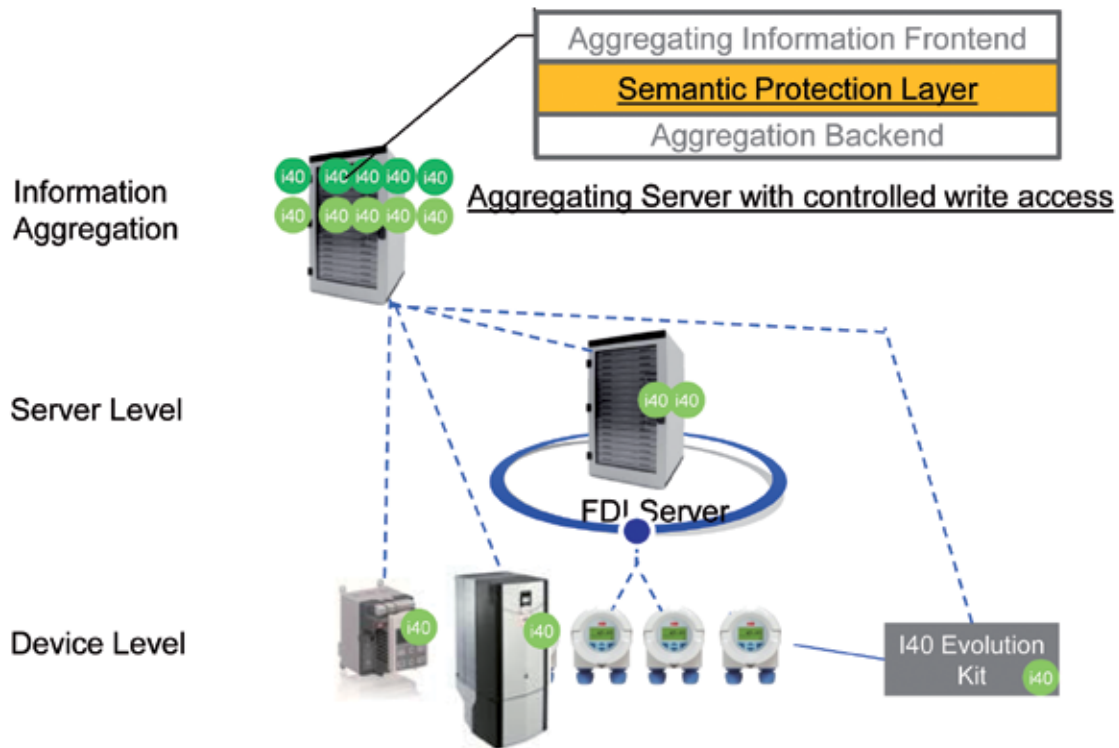 Aggregating Information Frontend
Semantic Protection Layer
Aggregation Backend
i40 i40 i40 i40 i40
i40 i40 i40 i40 i40
Information
Aggregation
Aggregating Server with controlled write access
Server Level
i40 i40
FDI Server
Device Level
i40
i40
I40 Evolution
Kit
i40